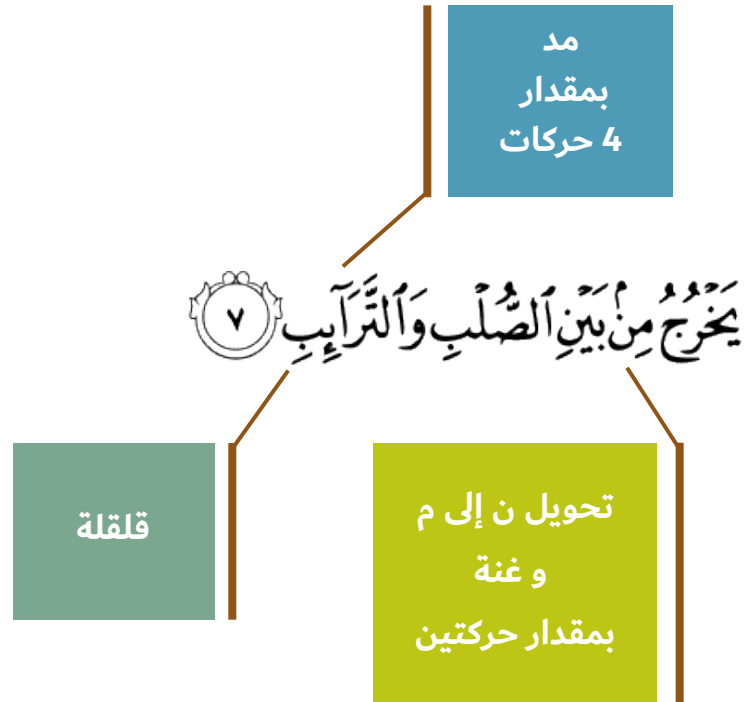 مد
بمقدار
4 حركات
يَخْرُجُ مِنۢ بَيْنِ ٱلصُّلْبِ وَٱلتَّرَآئِبِ ٧
قلقلة
تحويل ن إلى م
و غنة
بمقدار حركتين